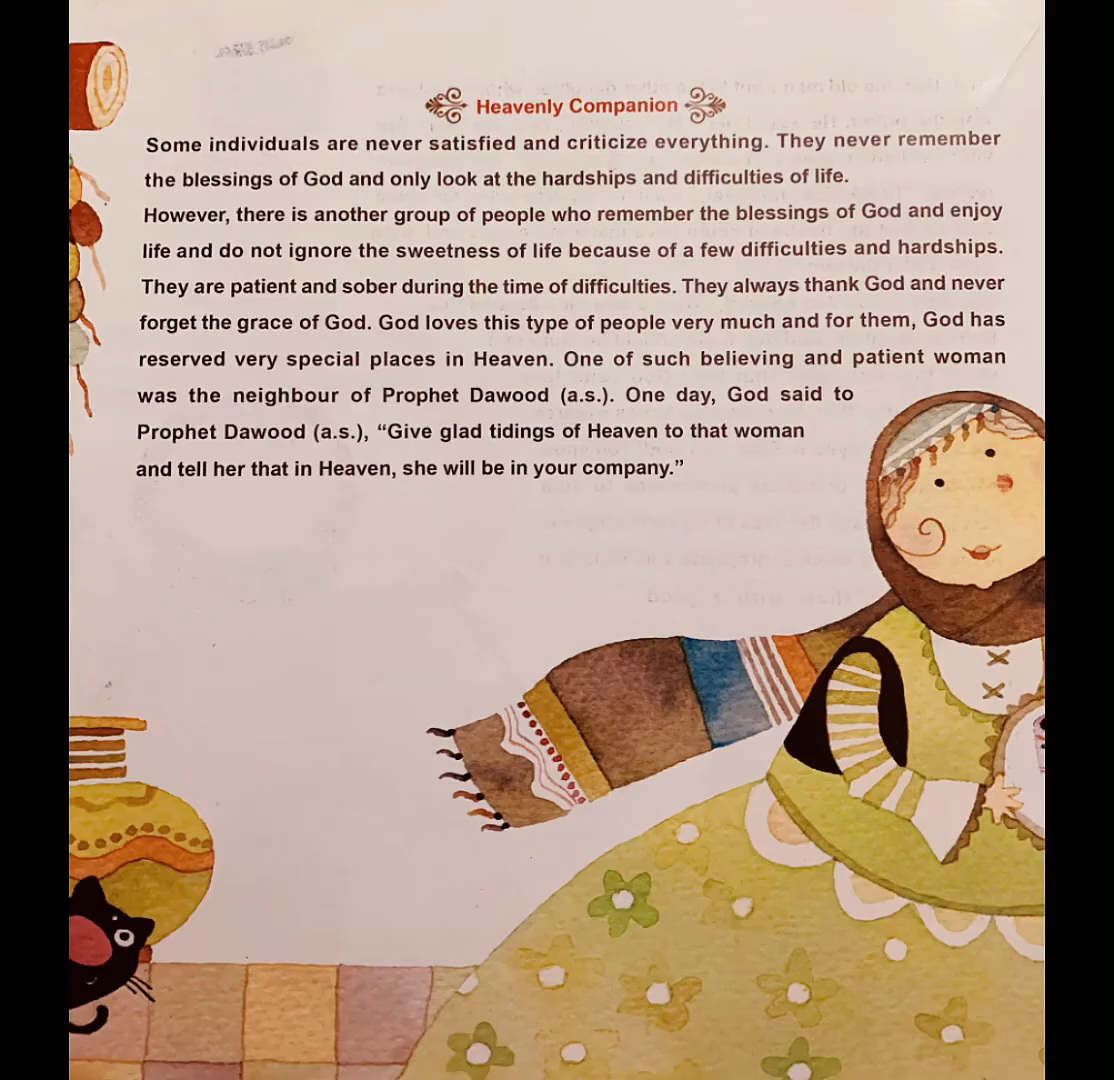 Heavenly Companion
Some individuals are never satisfied and criticize everything. They never remember
the blessings of God and only look at the hardships and difficulties of life.
However, there is another group of people who remember the blessings of God and enjoy
life and do not ignore the sweetness of life because of a few difficulties and hardships.
They are patient and sober during the time of difficulties. They always thank God and never
forget the grace of God. God loves this type of people very much and for them, God has
reserved very special places in Heaven. One of such believing and patient woman
was the neighbour of Prophet Dawood (a.s.). One day, God said to
Prophet Dawood (a.s.), “Give glad tidings of Heaven to that woman
and tell her that in Heaven, she will be in your company.”